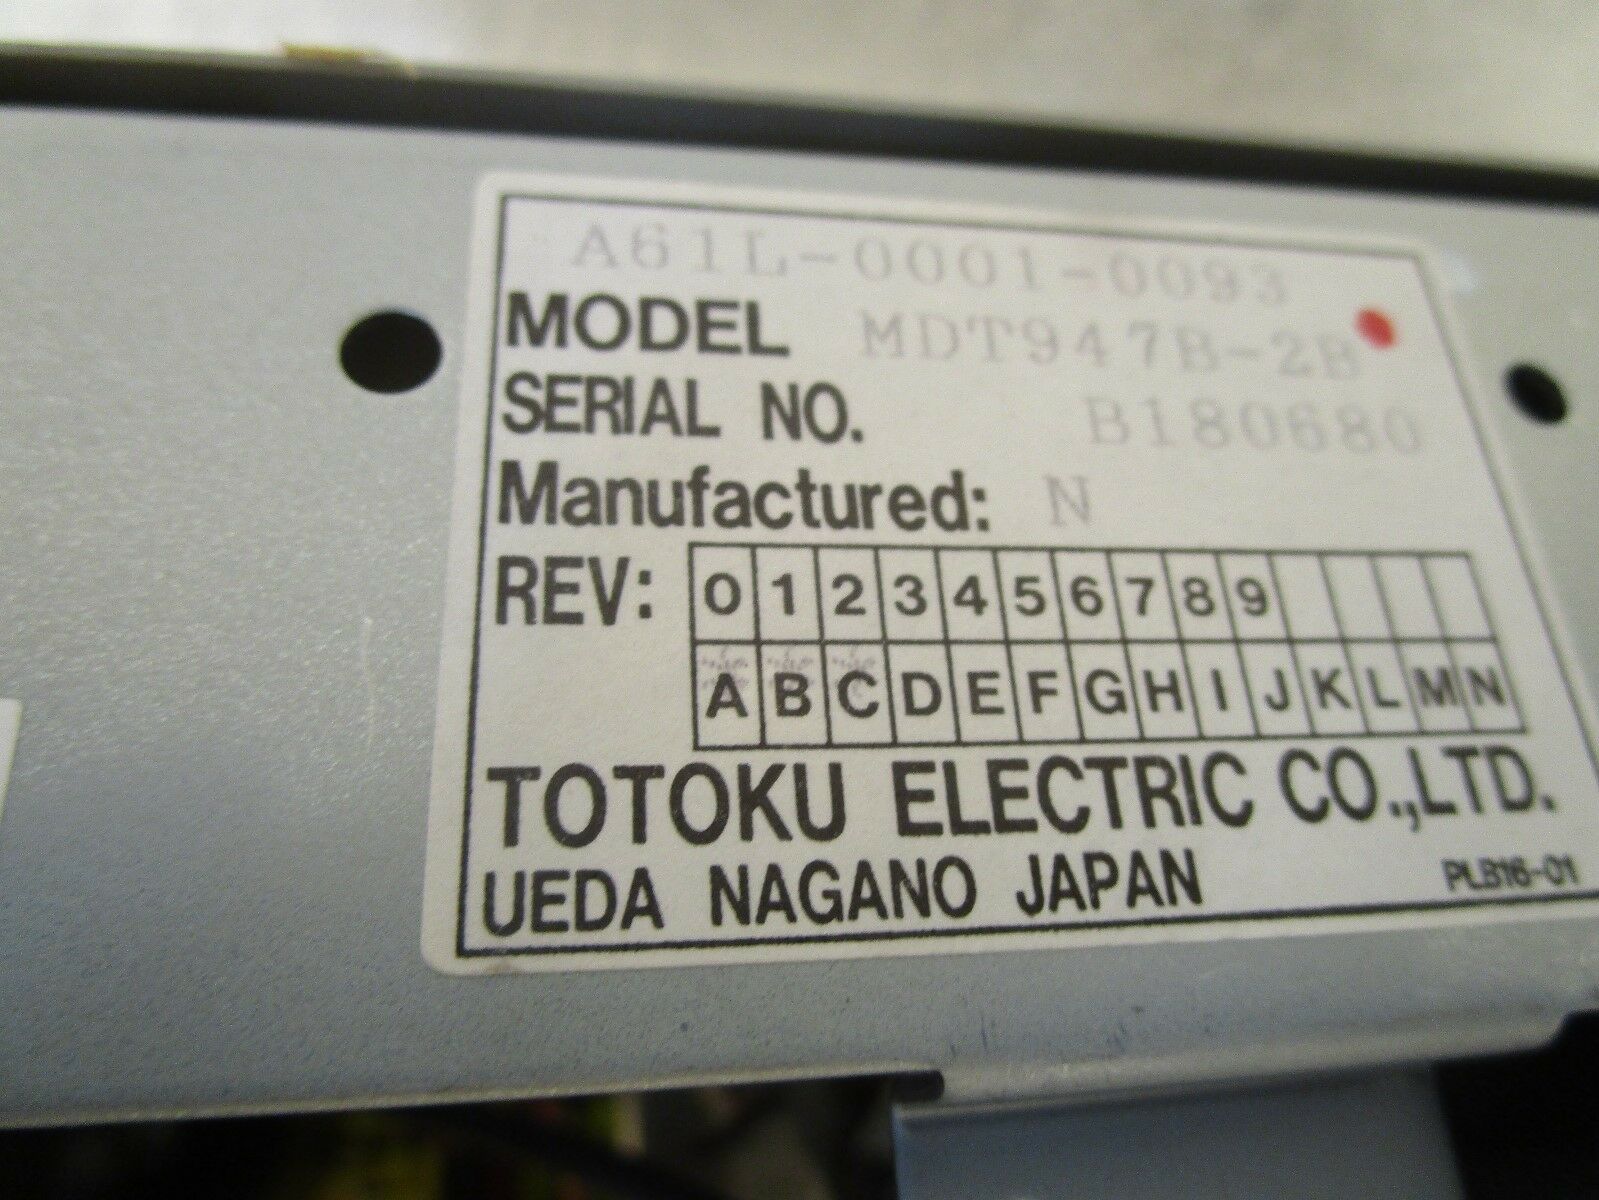 A61L-0001-0093
MODEL MDT947B-2B
SERIAL NO. B180680
Manufactured: N
REV: 0 1 2 3 4 5 6 7 8 9
A B C D E F G H I J K L M N
TOTOKU ELECTRIC CO.,LTD.
UEDA NAGANO JAPAN
PLB16-01